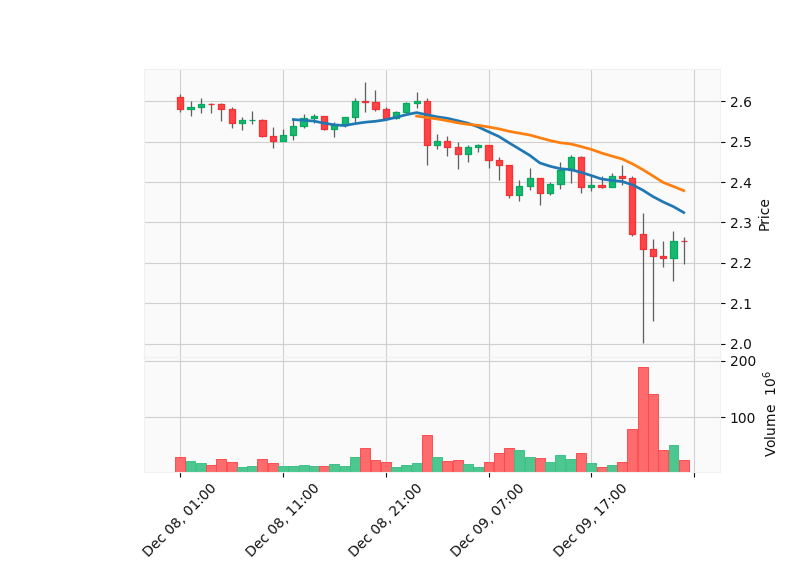 2.6
2.5
2.4
2.3
2.2
2.1
2.0
Price
200
100
Volume 10^6
Dec 08, 01:00
Dec 08, 11:00
Dec 08, 21:00
Dec 09, 07:00
Dec 09, 17:00